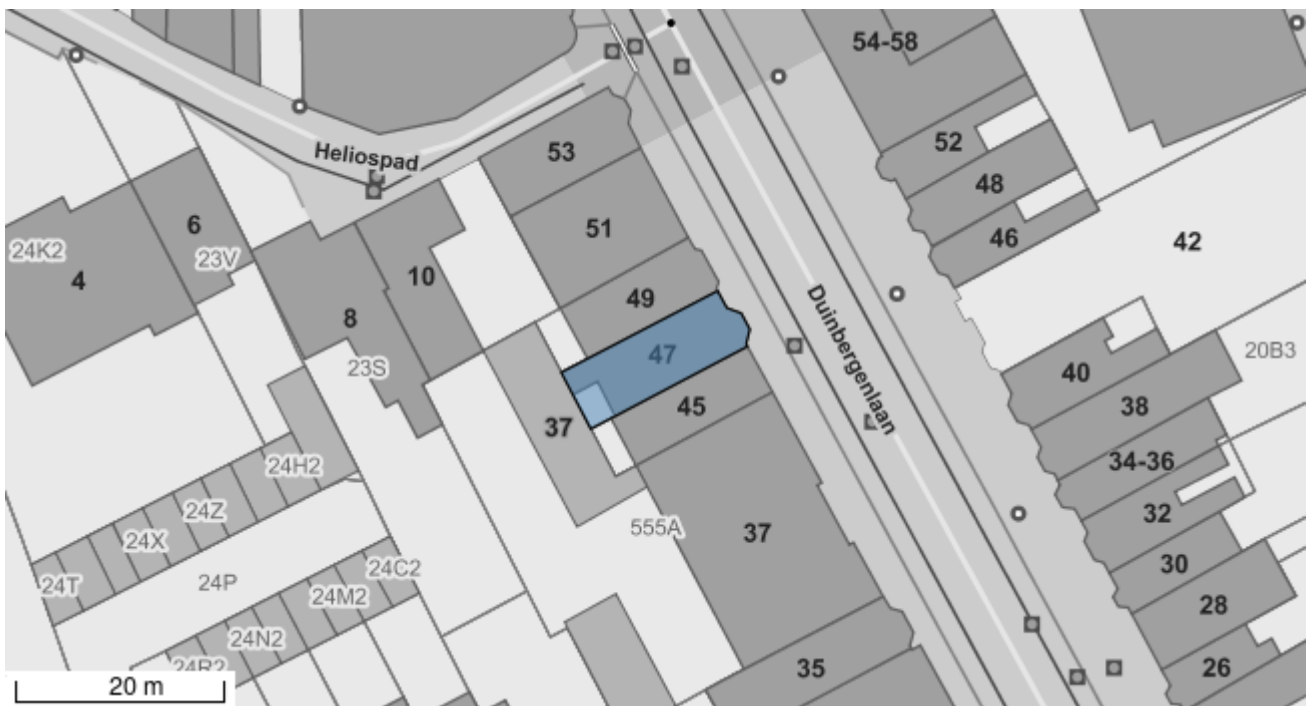 54-58
53
Heliospad
52
48
6
24K2
23V
51
46
42
4
10
49
8
Duinbergenlaan
47
20B3
23S
40
45
38
37
34-36
24H2
24Z
32
555A
37
24X
30
24C2
24T
24P
24M2
28
24N2
24R2
35
26
20 m